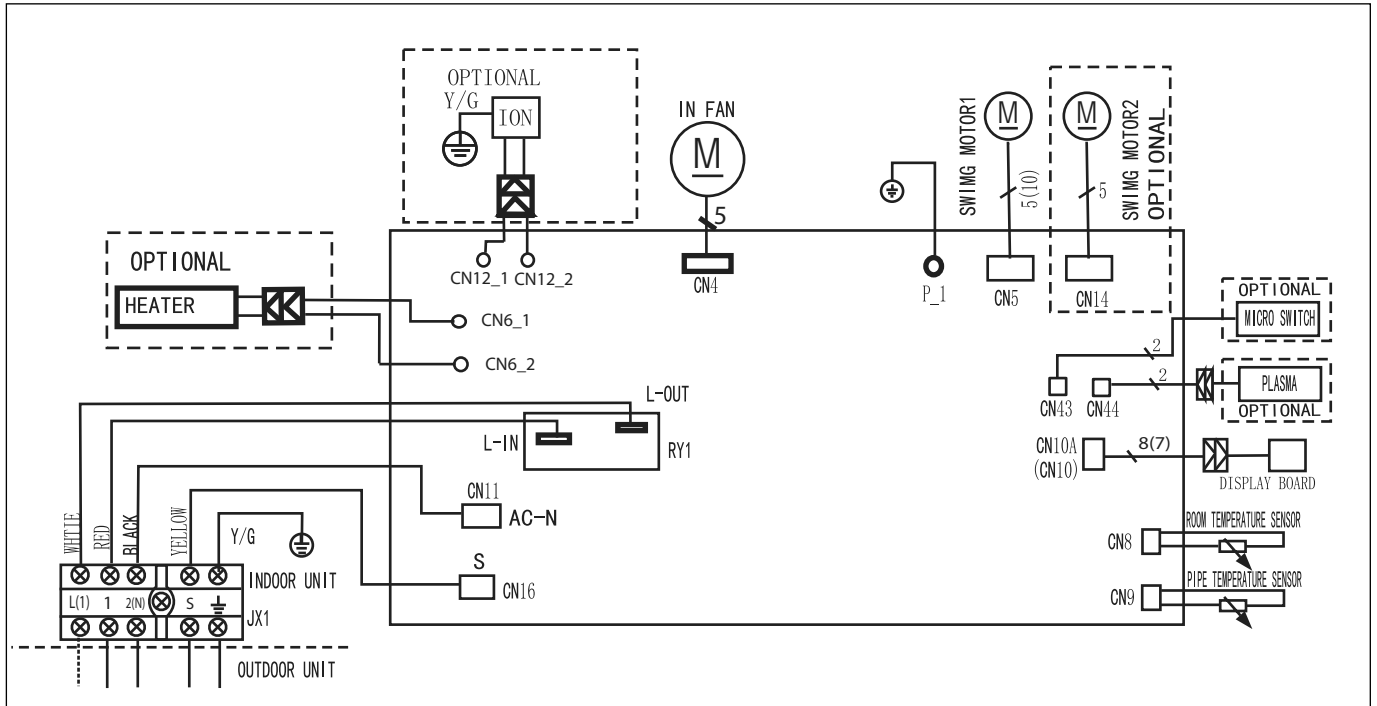 OPTIONAL
Y/G
ION
IN FAN
M
5
SWIMG MOTOR1
M
5(10)
M
5
SWIMG MOTOR2
OPTIONAL
CN12_1
CN12_2
CN4
P_1
CN5
CN14
OPTIONAL
HEATER
CN6_1
CN6_2
OPTIONAL
MICRO SWITCH
2
2
PLASMA
OPTIONAL
CN43
CN44
L-OUT
L-IN
RY1
CN10A
(CN10)
8(7)
DISPLAY BOARD
CN11
AC-N
ROOM TEMPERATURE SENSOR
CN8
S
CN16
PIPE TEMPERATURE SENSOR
CN9
WHTIE
RED
BLACK
YELLOW
Y/G
INDOOR UNIT
L(1)
1
2(N)
S
JX1
OUTDOOR UNIT